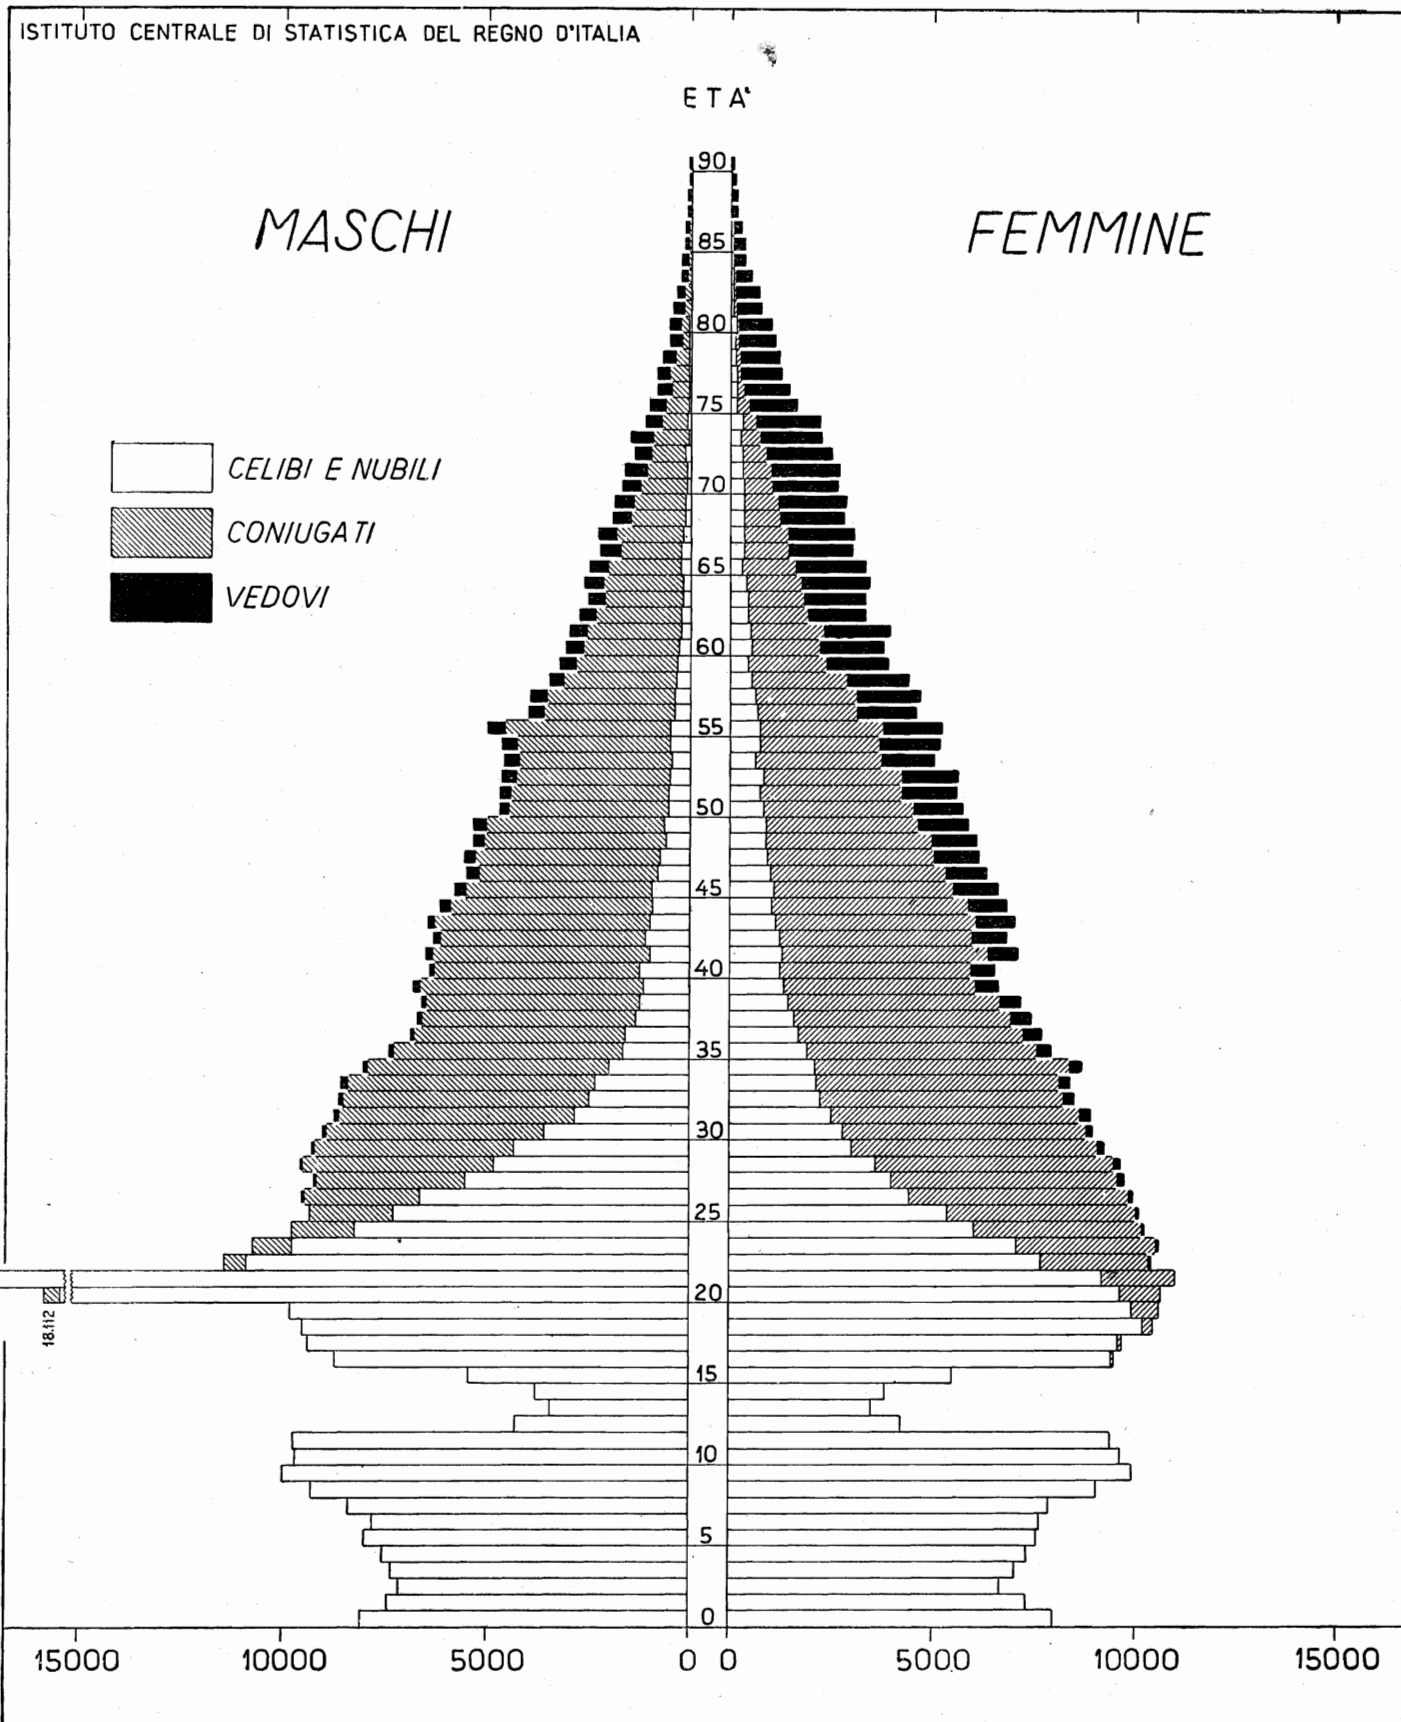 ISTITUTO CENTRALE DI STATISTICA DEL REGNO D'ITALIA
ETA'
MASCHI
FEMMINE
CELIBI E NUBILI
CONIUGATI
VEDOVI
90
85
80
75
70
65
60
55
50
45
40
35
30
25
20
15
10
5
0
18.112
15000 10000 5000 0 0 5000 10000 15000